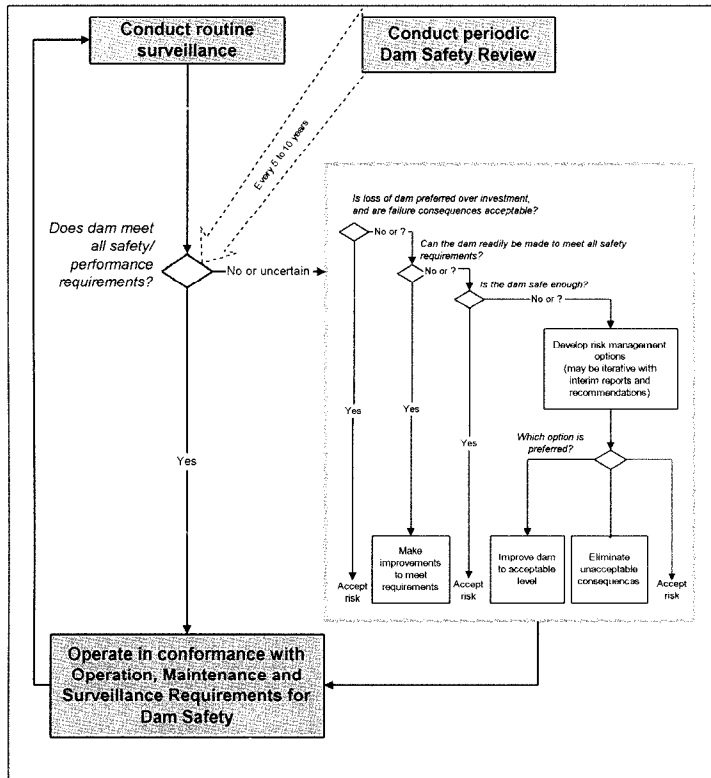 Conduct routine
surveillance
Conduct periodic
Dam Safety Review
Every 5 to 10 years
Does dam meet
all safety/
performance
requirements?
No or uncertain
Yes
Is loss of dam preferred over investment,
and are failure consequences acceptable?
No or ?
Can the dam readily be made to meet all safety
requirements?
No or ?
Is the dam safe enough?
No or ?
Develop risk management
options
(may be iterative with
interim reports and
recommendations)
Yes
Yes
Yes
Which option is
preferred?
Accept
risk
Make
improvements
to meet
requirements
Accept
risk
Improve dam
to acceptable
level
Eliminate
unacceptable
consequences
Accept
risk
Operate in conformance with
Operation, Maintenance and
Surveillance Requirements for
Dam Safety